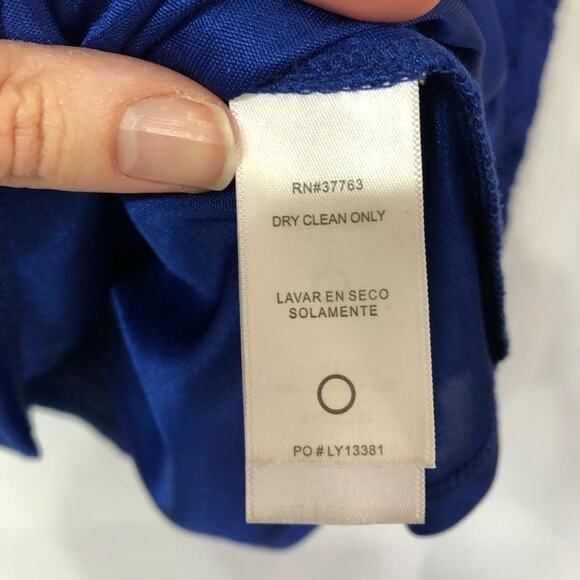 RN#37763
DRY CLEAN ONLY
LAVAR EN SECO
SOLAMENTE
PO # LY13381